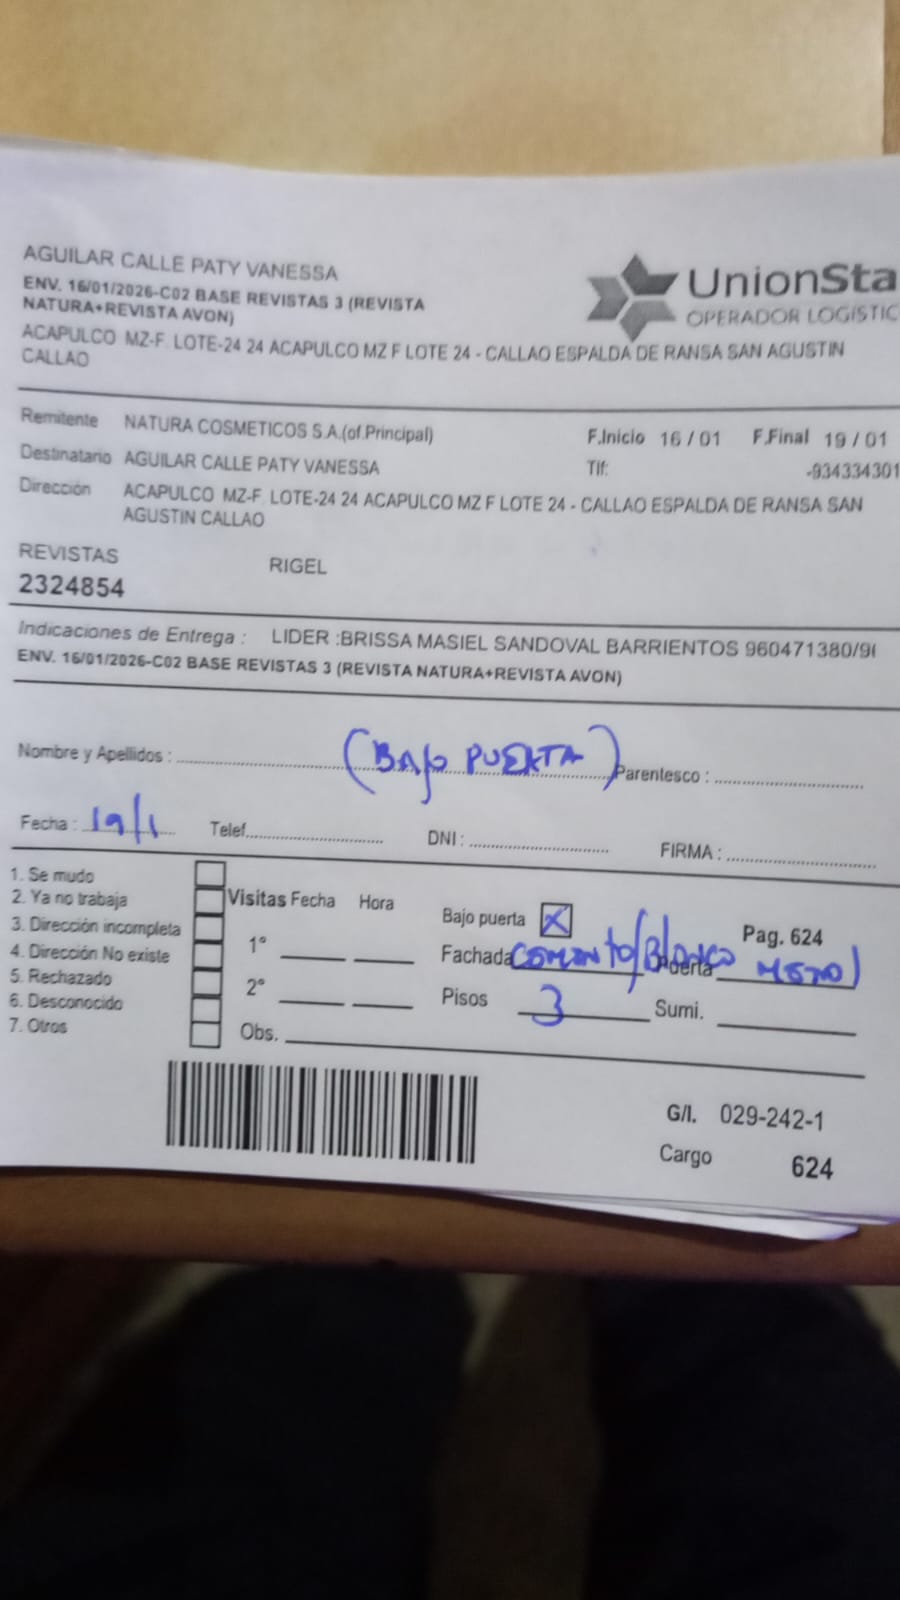 AGUILAR CALLE PATY VANESSA
ENV. 16/01/2026-C02 BASE REVISTAS 3 (REVISTA
NATURA+REVISTA AVON)
ACAPULCO MZ-F. LOTE-24 24 ACAPULCO MZ F LOTE 24 - CALLAO ESPALDA DE RANSA SAN AGUSTIN
CALLAO
UnionSta
OPERADOR LOGISTIC
Remitente NATURA COSMETICOS S.A.(of.Principal) F.Inicio 16 / 01 F.Final 19 / 01
Destinatario AGUILAR CALLE PATY VANESSA Tlf: -934334301
Dirección ACAPULCO MZ-F. LOTE-24 24 ACAPULCO MZ F LOTE 24 - CALLAO ESPALDA DE RANSA SAN
AGUSTIN CALLAO
REVISTAS RIGEL
2324854
Indicaciones de Entrega : LIDER :BRISSA MASIEL SANDOVAL BARRIENTOS 960471380/9
ENV. 16/01/2026-C02 BASE REVISTAS 3 (REVISTA NATURA+REVISTA AVON)
Nombre y Apellidos : (BAJO PUERTA) Parentesco :
Fecha : 19/1 Telef. DNI : FIRMA :
1. Se mudo
2. Ya no trabaja
3. Dirección incompleta
4. Dirección No existe
5. Rechazado
6. Desconocido
7. Otros
Visitas Fecha Hora
1°
2°
Obs.
Bajo puerta X Pag. 624
Fachada Puerta
Pisos 3 Sumi.
G/l. 029-242-1
Cargo 624